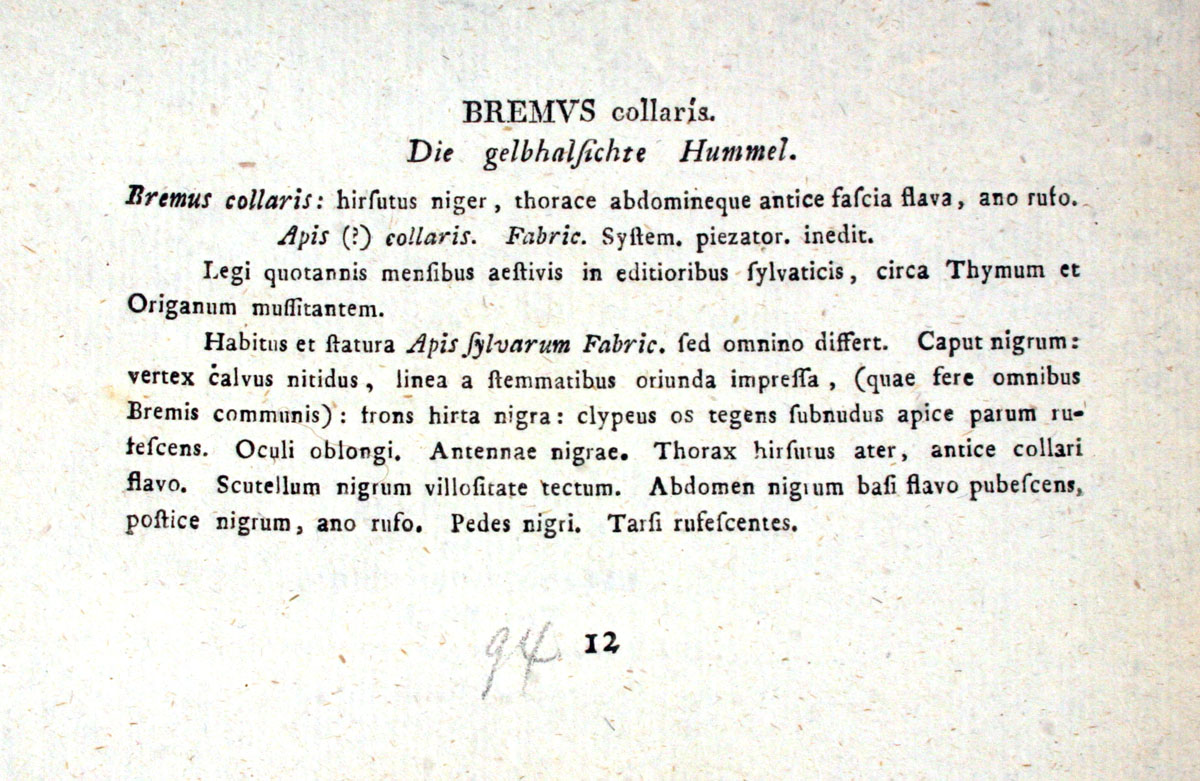 BREMVS collaris.
Die gelbhalſichte Hummel.
Bremus collaris: hirſutus niger, thorace abdomineque antice faſcia flava, ano rufo.
Apis (?) collaris. Fabric. Syſtem. piezator. inedit.
Legi quotannis menſibus aeſtivis in editioribus ſylvaticis, circa Thymum et
Origanum muſſitantem.
Habitus et ſtatura Apis ſylvarum Fabric. ſed omnino differt. Caput nigrum:
vertex calvus nitidus, linea a ſtemmatibus oriunda impreſſa, (quae fere omnibus
Bremis communis): frons hirta nigra: clypeus os tegens ſubnudus apice parum ru-
feſcens. Oculi oblongi. Antennae nigrae. Thorax hirſutus ater, antice collari
flavo. Scutellum nigrum villoſitate tectum. Abdomen nigrum baſi flavo pubeſcens,
poſtice nigrum, ano rufo. Pedes nigri. Tarſi rufeſcentes.
94 12